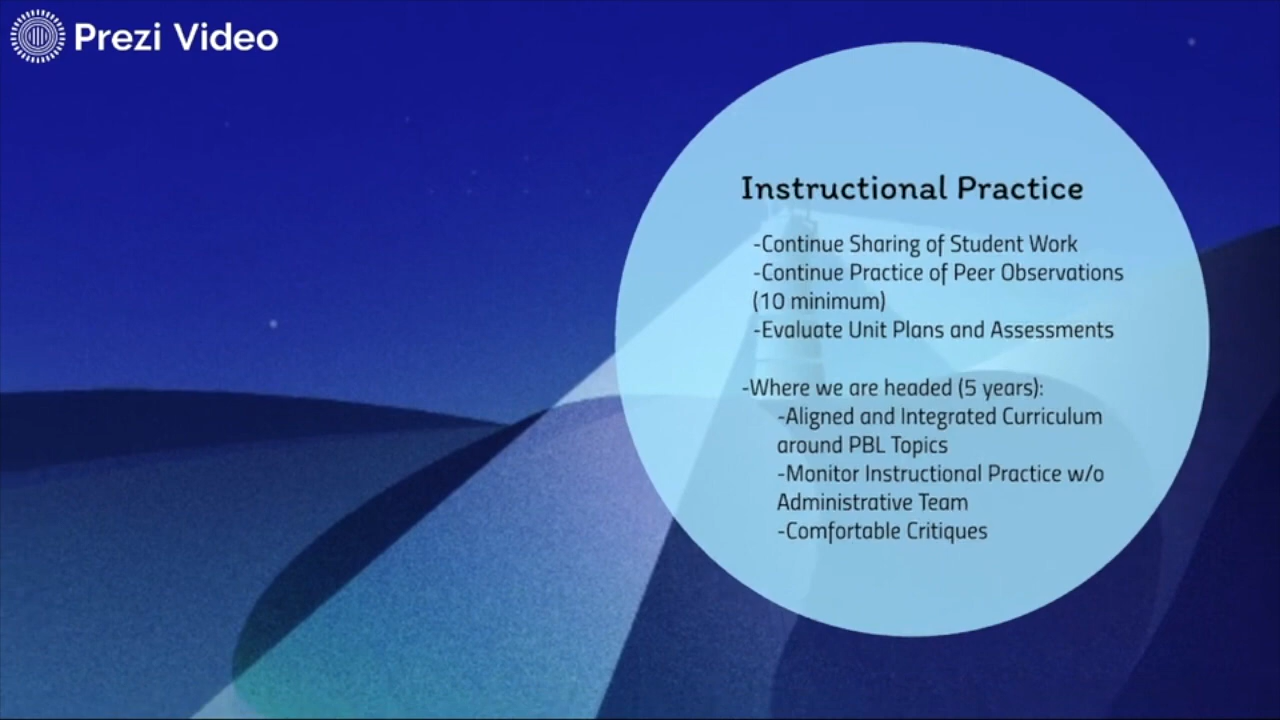 Prezi Video
Instructional Practice
-Continue Sharing of Student Work
-Continue Practice of Peer Observations
(10 minimum)
-Evaluate Unit Plans and Assessments
-Where we are headed (5 years):
-Aligned and Integrated Curriculum
around PBL Topics
-Monitor Instructional Practice w/o
Administrative Team
-Comfortable Critiques